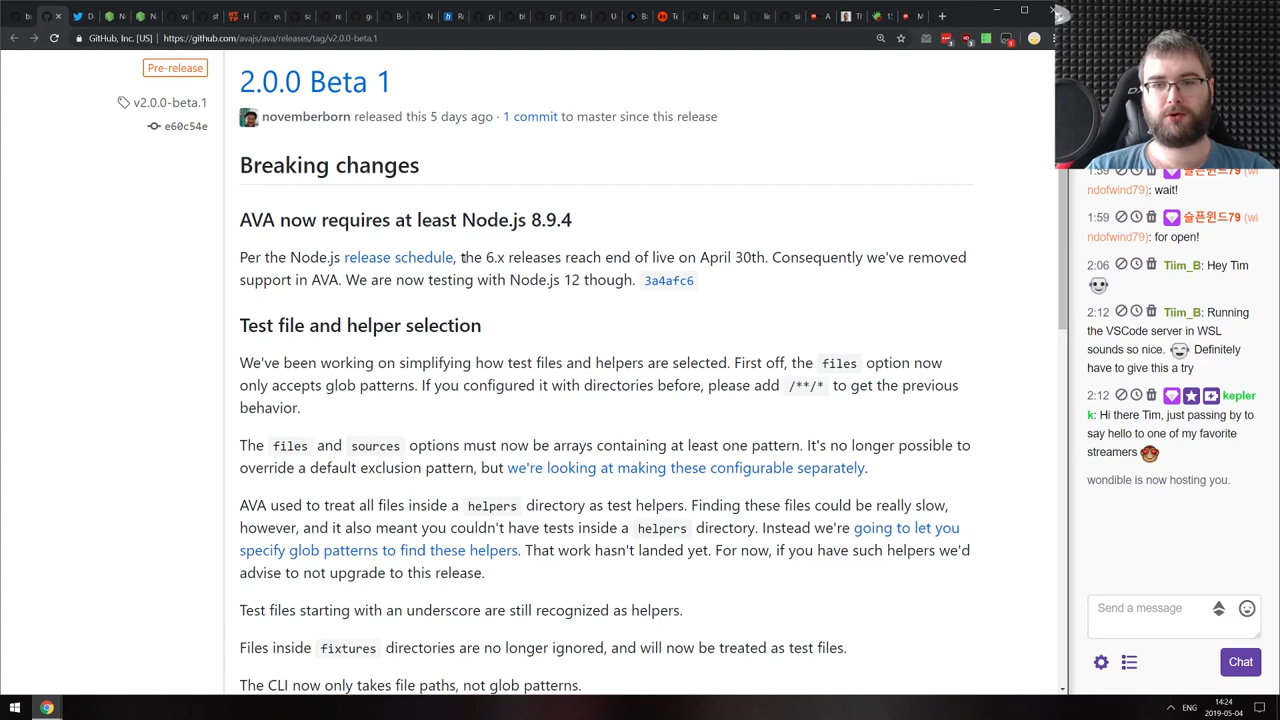 GitHub, Inc. [US]
https://github.com/avajs/ava/releases/tag/v2.0.0-beta.1
Pre-release
v2.0.0-beta.1
e60c54e
2.0.0 Beta 1
novemberborn released this 5 days ago · 1 commit to master since this release
Breaking changes
AVA now requires at least Node.js 8.9.4
Per the Node.js release schedule, the 6.x releases reach end of live on April 30th. Consequently we've removed
support in AVA. We are now testing with Node.js 12 though. 3a4afc6
Test file and helper selection
We've been working on simplifying how test files and helpers are selected. First off, the files option now
only accepts glob patterns. If you configured it with directories before, please add /**/* to get the previous
behavior.
The files and sources options must now be arrays containing at least one pattern. It's no longer possible to
override a default exclusion pattern, but we're looking at making these configurable separately.
AVA used to treat all files inside a helpers directory as test helpers. Finding these files could be really slow,
however, and it also meant you couldn't have tests inside a helpers directory. Instead we're going to let you
specify glob patterns to find these helpers. That work hasn't landed yet. For now, if you have such helpers we'd
advise to not upgrade to this release.
Test files starting with an underscore are still recognized as helpers.
Files inside fixtures directories are no longer ignored, and will now be treated as test files.
The CLI now only takes file paths, not glob patterns.
1:59 슬픈윈드79 (wi
ndofwind79): wait!
1:59 슬픈윈드79 (wi
ndofwind79): for open!
2:06 Tiim_B: Hey Tim
2:12 Tiim_B: Running
the VSCode server in WSL
sounds so nice. Definitely
have to give this a try
2:12 kepler
k: Hi there Tim, just passing by to
say hello to one of my favorite
streamers
wondible is now hosting you.
Send a message
Chat
ENG
14:24
2019-05-04